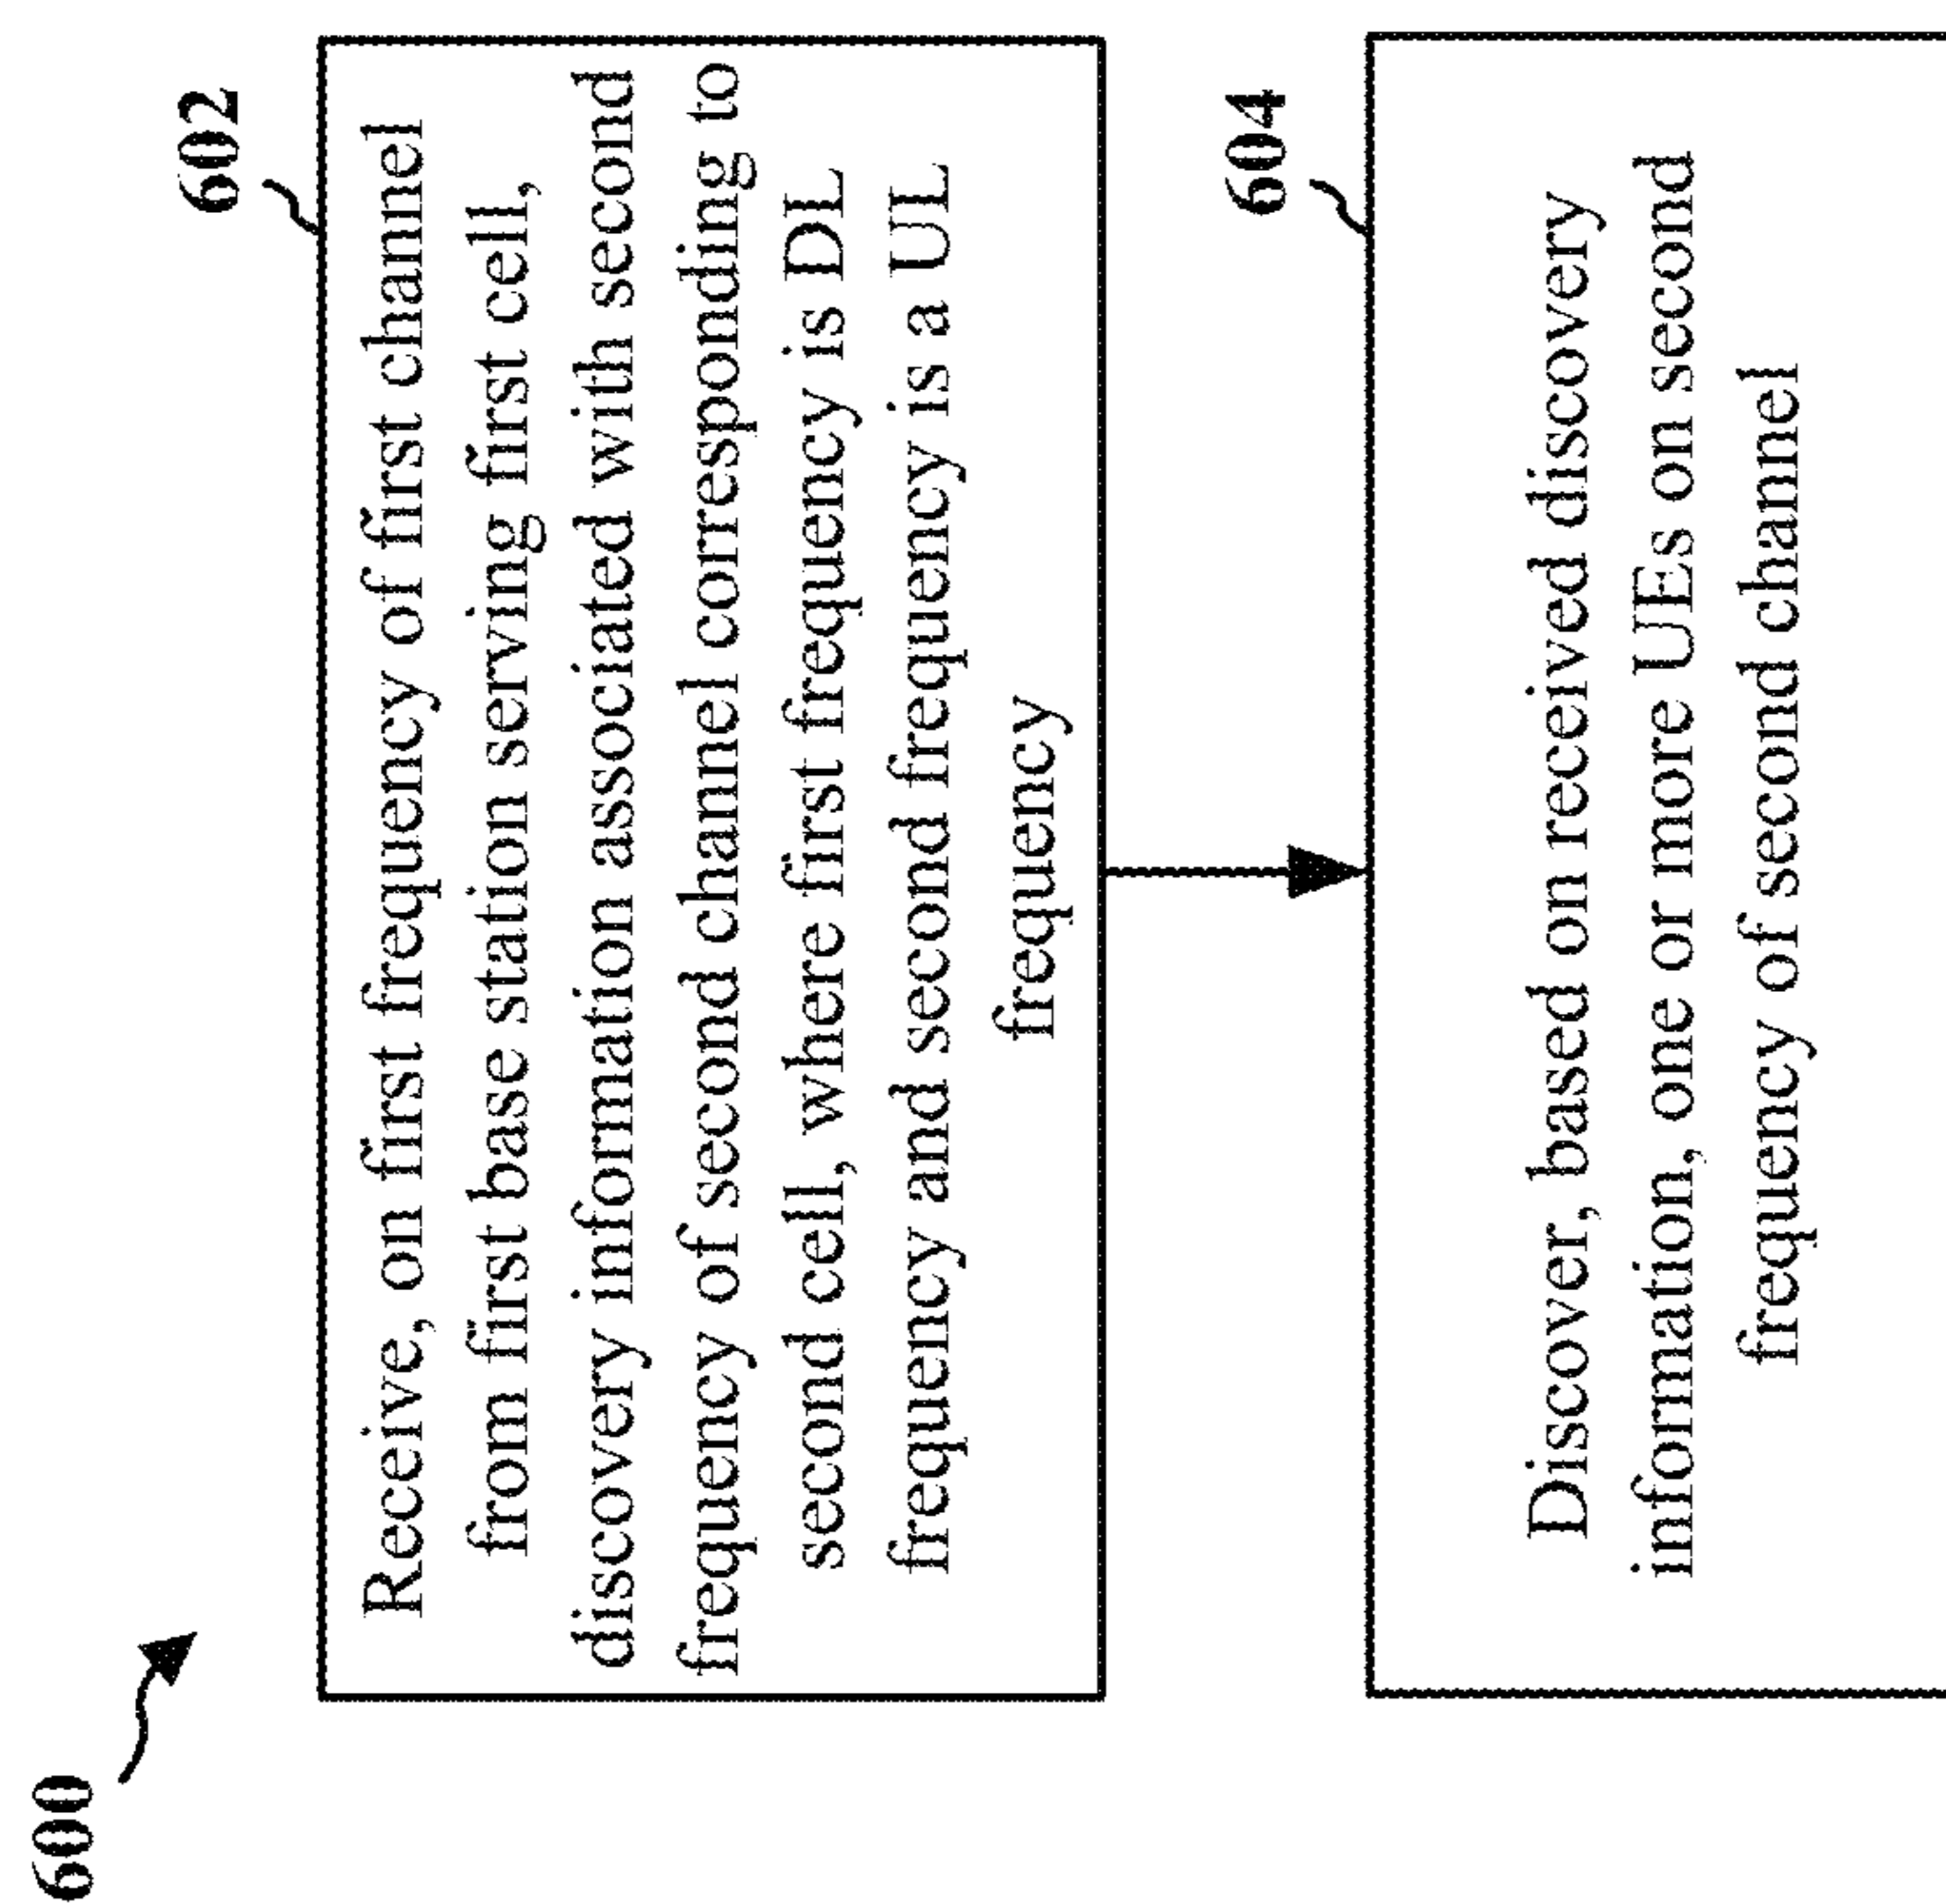 600
602
Receive, on first frequency of first channel
from first base station serving first cell,
discovery information associated with second
frequency of second channel corresponding to
second cell, where first frequency is DL
frequency and second frequency is a UL
frequency
604
Discover, based on received discovery
information, one or more UEs on second
frequency of second channel